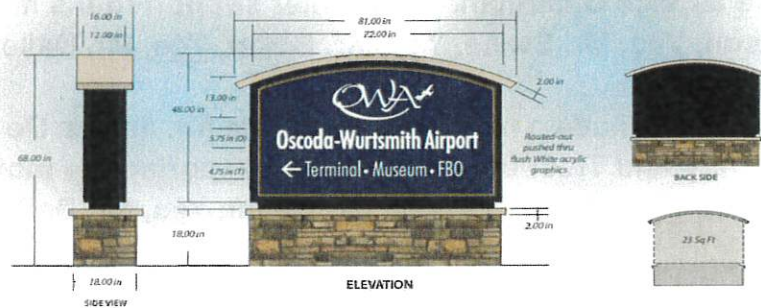 16.00 in
12.00 in
68.00 in
18.00 in
SIDE VIEW
81.00 in
72.00 in
2.00 in
48.00 in
13.00 in
5.75 in (O)
4.75 in (T)
18.00 in
2.00 in
OWA
Oscoda-Wurtsmith Airport
← Terminal • Museum • FBO
ELEVATION
Routed-out
pushed thru
flush White acrylic
graphics
BACK SIDE
23 Sq Ft